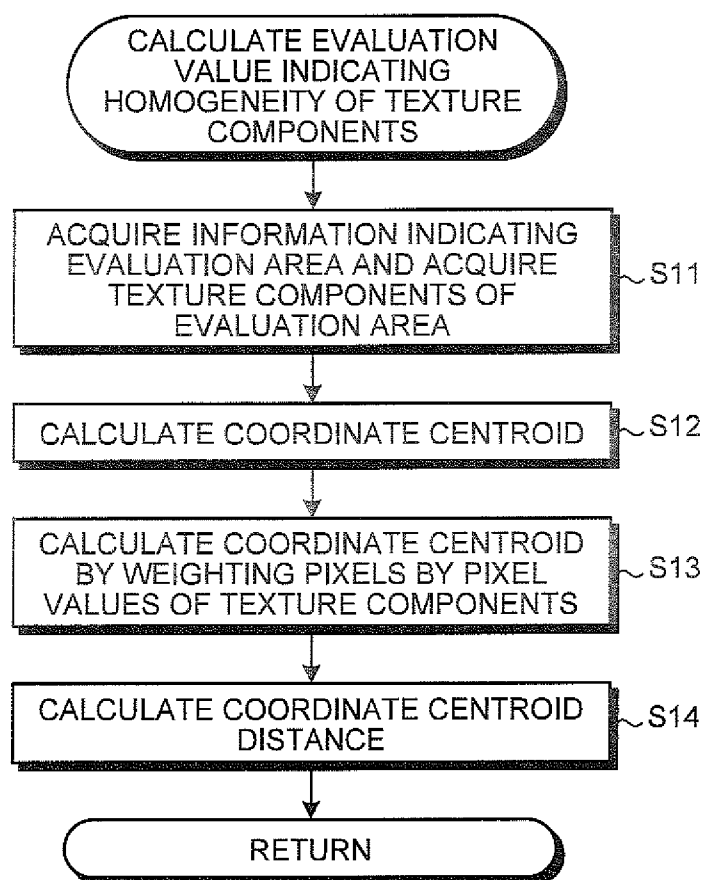 CALCULATE EVALUATION
VALUE INDICATING
HOMOGENEITY OF TEXTURE
COMPONENTS
ACQUIRE INFORMATION INDICATING
EVALUATION AREA AND ACQUIRE
TEXTURE COMPONENTS OF
EVALUATION AREA
S11
CALCULATE COORDINATE CENTROID
S12
CALCULATE COORDINATE CENTROID
BY WEIGHTING PIXELS BY PIXEL
VALUES OF TEXTURE COMPONENTS
S13
CALCULATE COORDINATE CENTROID
DISTANCE
S14
RETURN